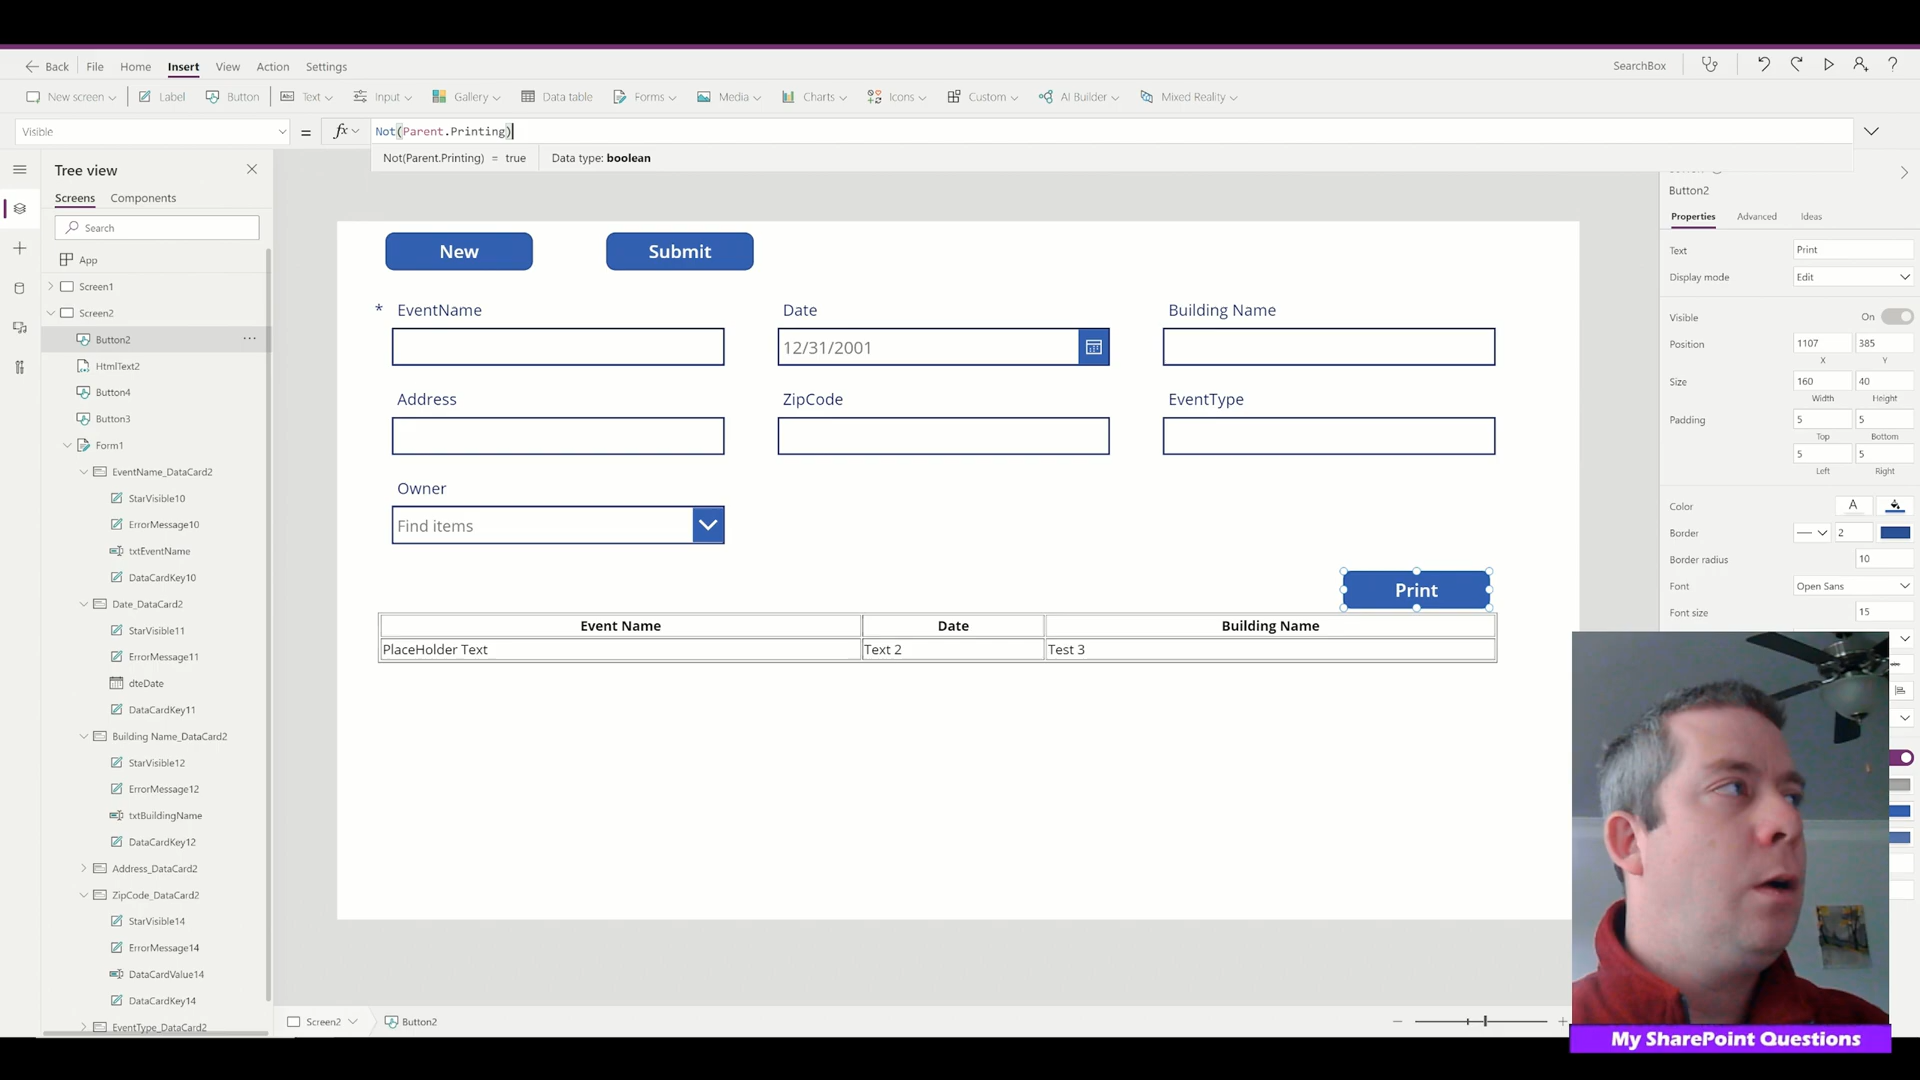 Back File Home Insert View Action Settings SearchBox ?
New screen Label Button Text Input Gallery Data table Forms Media Charts Icons Custom AI Builder Mixed Reality
Visible = fx Not(Parent.Printing)
Not(Parent.Printing) = true Data type: boolean
Tree view
Screens Components
Search
App
Screen1
Screen2
Button2
HtmlText2
Button4
Button3
Form1
EventName_DataCard2
StarVisible10
ErrorMessage10
txtEventName
DataCardKey10
Date_DataCard2
StarVisible11
ErrorMessage11
dteDate
DataCardKey11
Building Name_DataCard2
StarVisible12
ErrorMessage12
txtBuildingName
DataCardKey12
Address_DataCard2
ZipCode_DataCard2
StarVisible14
ErrorMessage14
DataCardValue14
DataCardKey14
EventType_DataCard2
New Submit
* EventName Date Building Name
12/31/2001
Address ZipCode EventType
Owner
Find items
Print
Event Name Date Building Name
PlaceHolder Text Text 2 Test 3
Screen2 Button2
Button2
Properties Advanced Ideas
Text Print
Display mode Edit
Visible On
Position 1107 385
X Y
Size 160 40
Width Height
Padding 5 5
Top Bottom
5 5
Left Right
Color A
Border 2
Border radius 10
Font Open Sans
Font size 15
My SharePoint Questions